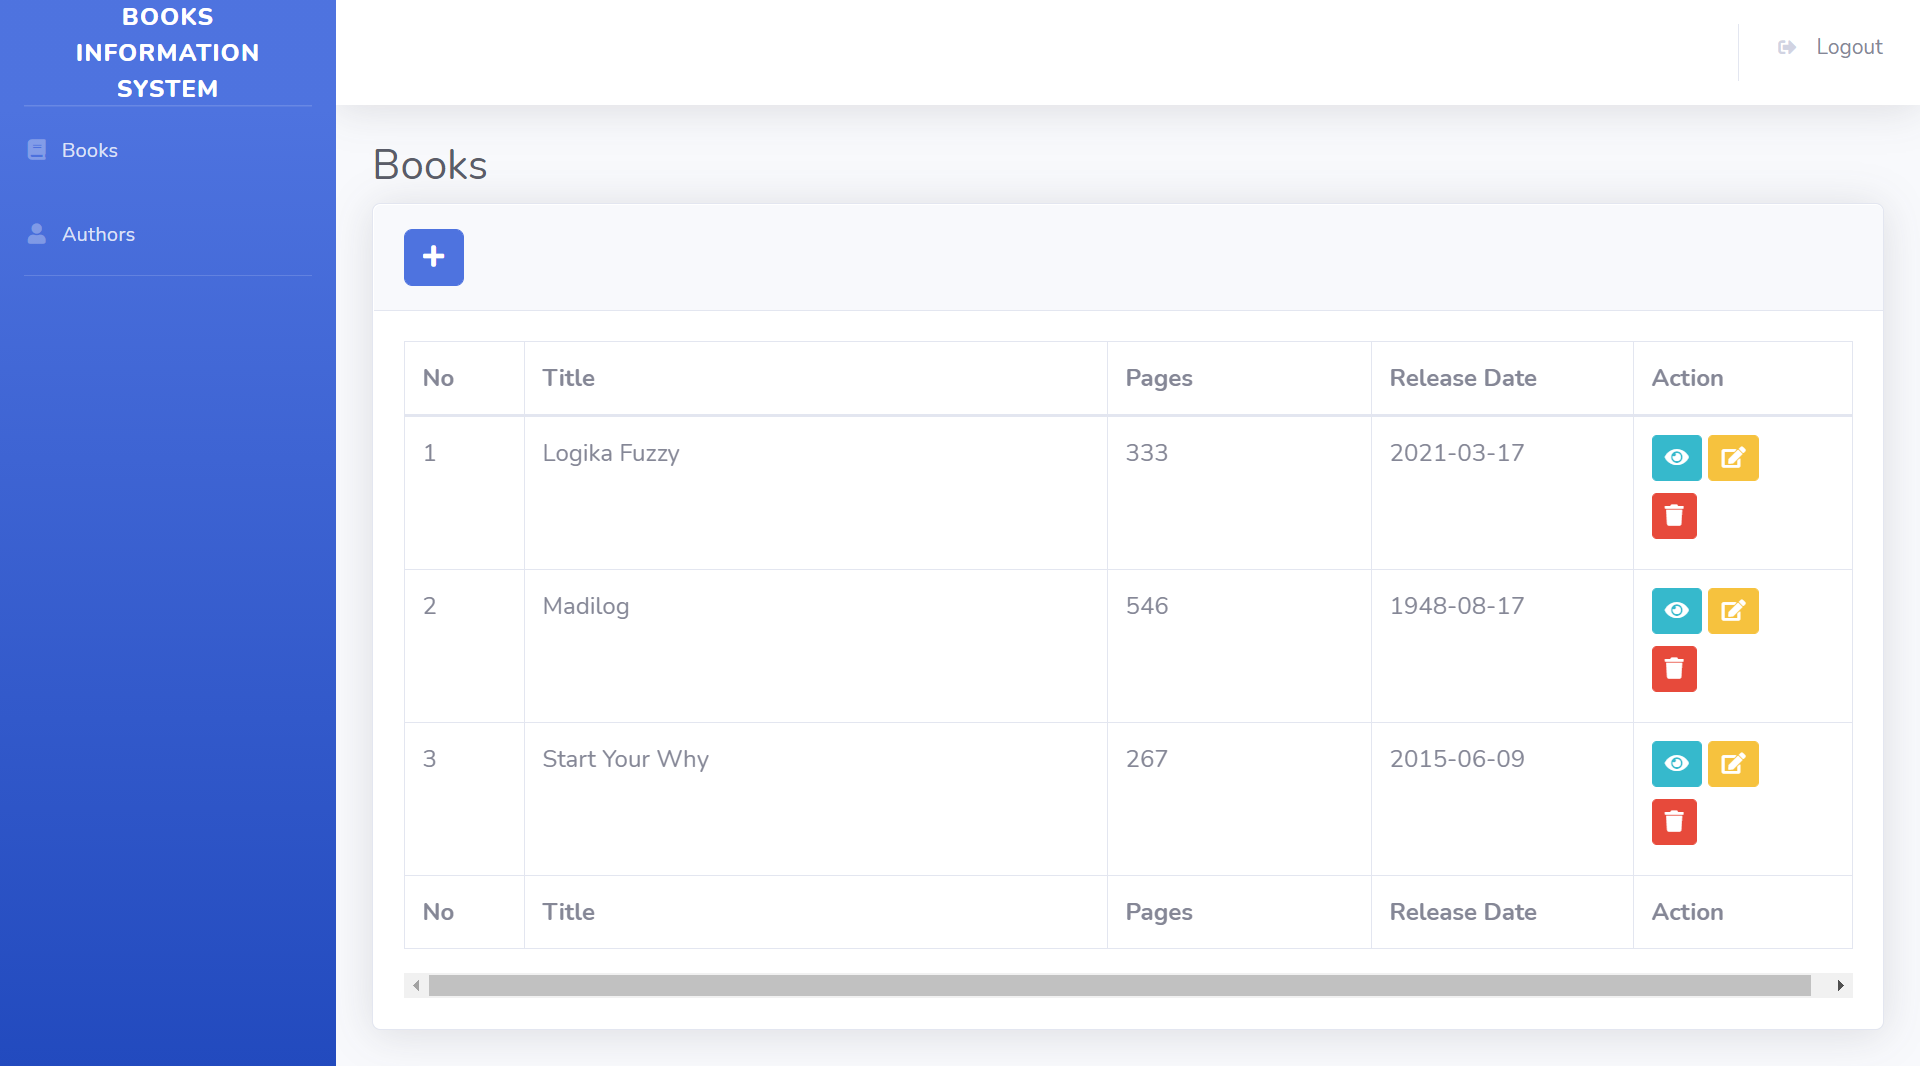 BOOKS
INFORMATION
SYSTEM
Logout
Books
Authors
Books
No Title Pages Release Date Action
1 Logika Fuzzy 333 2021-03-17
2 Madilog 546 1948-08-17
3 Start Your Why 267 2015-06-09
No Title Pages Release Date Action